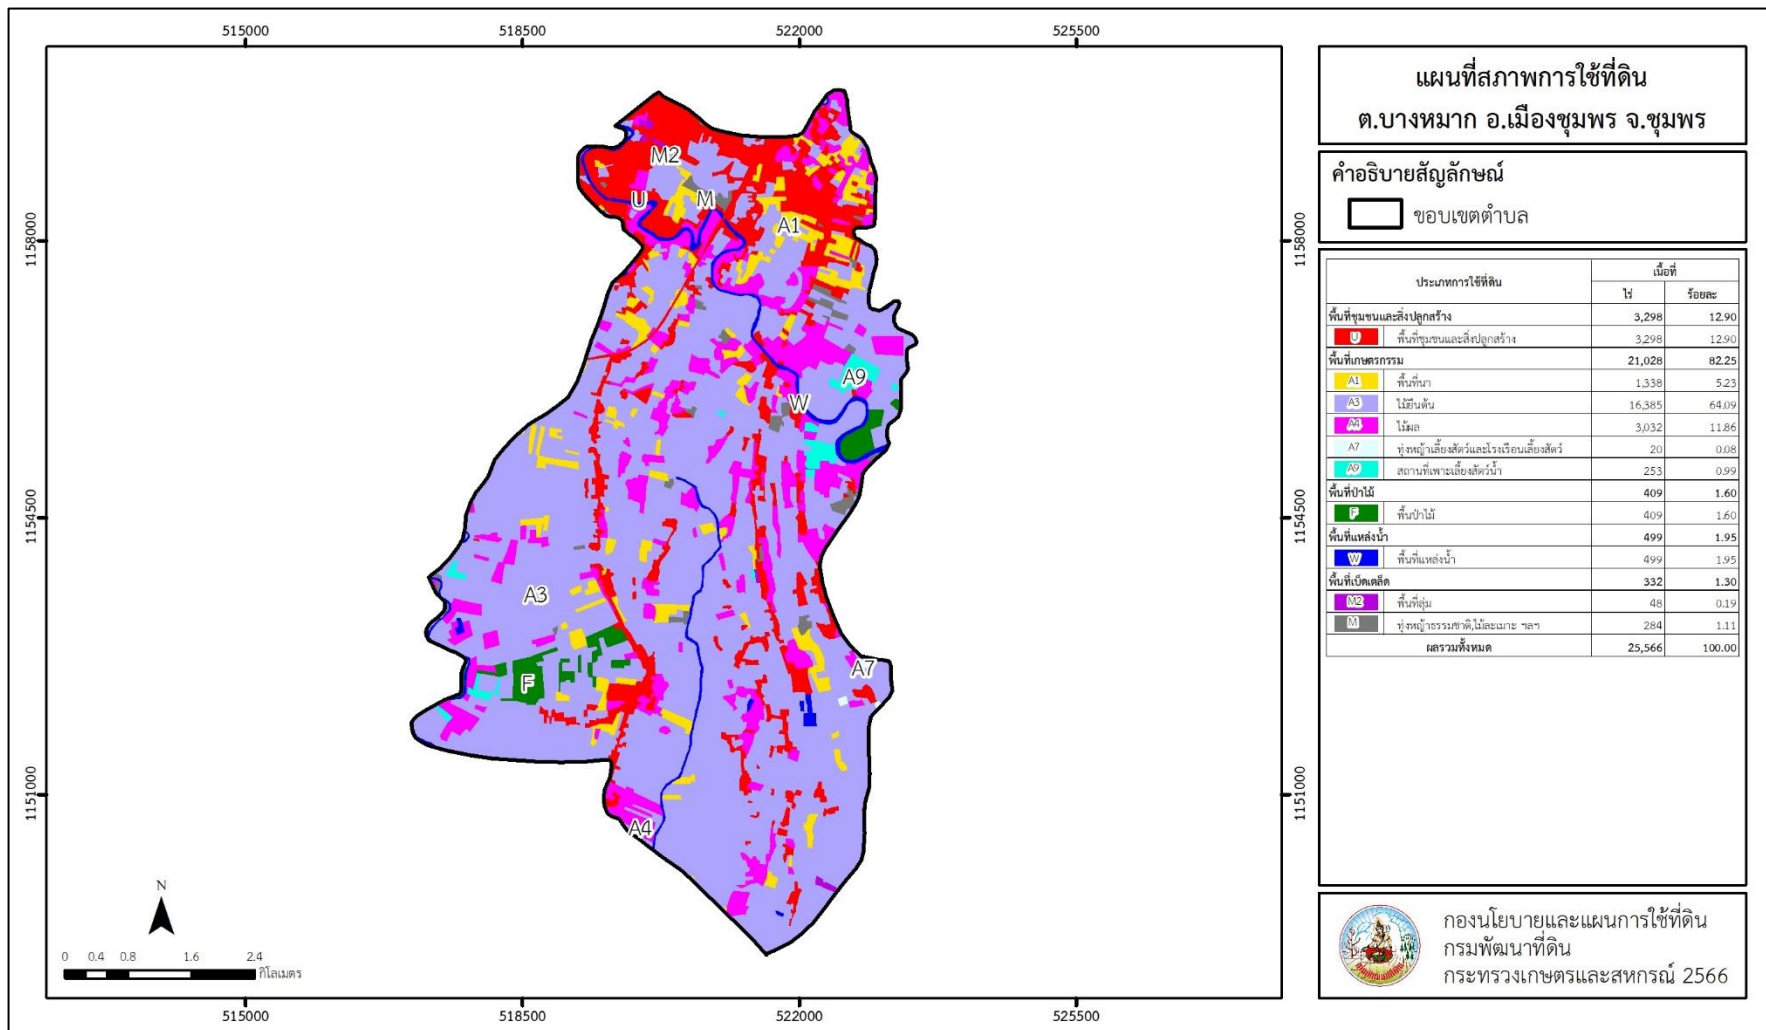 515000 518500 522000 525500
แผนที่สภาพการใช้ที่ดิน
ต.บางหมาก อ.เมืองชุมพร จ.ชุมพร
คำอธิบายสัญลักษณ์
ขอบเขตตำบล
ประเภทการใช้ที่ดิน เนื้อที่
ไร่ ร้อยละ
พื้นที่ชุมชนและสิ่งปลูกสร้าง 3,298 12.90
U พื้นที่ชุมชนและสิ่งปลูกสร้าง 3,298 12.90
พื้นที่เกษตรกรรม 21,028 82.25
A1 พื้นที่นา 1,338 5.23
A3 ไม้ยืนต้น 16,385 64.09
A4 ไม้ผล 3,032 11.86
A7 ทุ่งหญ้าเลี้ยงสัตว์และโรงเรือนเลี้ยงสัตว์ 20 0.08
A9 สถานที่เพาะเลี้ยงสัตว์น้ำ 253 0.99
พื้นที่ป่าไม้ 409 1.60
F พื้นป่าไม้ 409 1.60
พื้นที่แหล่งน้ำ 499 1.95
W พื้นที่แหล่งน้ำ 499 1.95
พื้นที่เบ็ดเตล็ด 332 1.30
M2 พื้นที่ลุ่ม 48 0.19
M ทุ่งหญ้าธรรมชาติ,ไม้ละเมาะ ฯลฯ 284 1.11
ผลรวมทั้งหมด 25,566 100.00
M2
U
M
A1
A9
W
A3
A7
F
A4
1158000 1158000
1154500 1154500
1151000 1151000
N
0 0.4 0.8 1.6 2.4
กิโลเมตร
515000 518500 522000 525500
กองนโยบายและแผนการใช้ที่ดิน
กรมพัฒนาที่ดิน
กระทรวงเกษตรและสหกรณ์ 2566